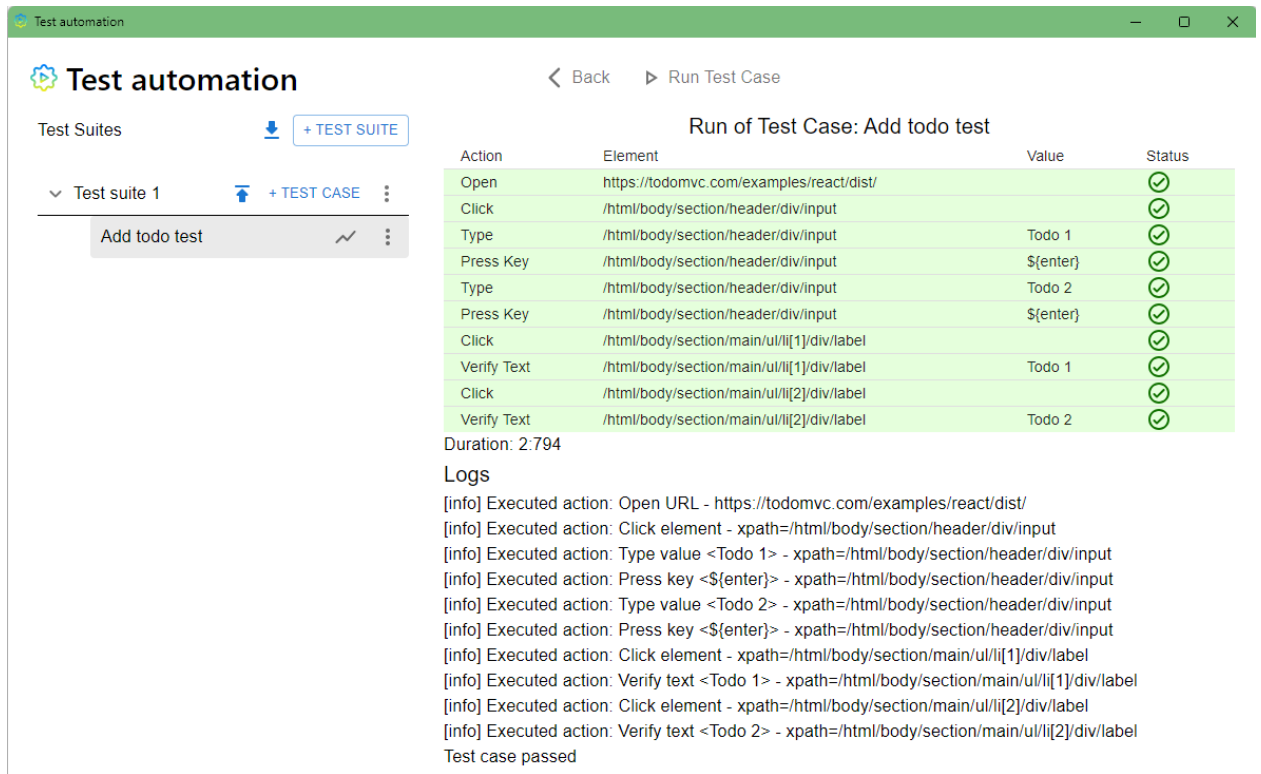 Test automation
Test automation
Back Run Test Case
Test Suites + TEST SUITE
Test suite 1 + TEST CASE
Add todo test
Run of Test Case: Add todo test
Action Element Value Status
Open https://todomvc.com/examples/react/dist/
Click /html/body/section/header/div/input
Type /html/body/section/header/div/input Todo 1
Press Key /html/body/section/header/div/input ${enter}
Type /html/body/section/header/div/input Todo 2
Press Key /html/body/section/header/div/input ${enter}
Click /html/body/section/main/ul/li[1]/div/label
Verify Text /html/body/section/main/ul/li[1]/div/label Todo 1
Click /html/body/section/main/ul/li[2]/div/label
Verify Text /html/body/section/main/ul/li[2]/div/label Todo 2
Duration: 2:794
Logs
[info] Executed action: Open URL - https://todomvc.com/examples/react/dist/
[info] Executed action: Click element - xpath=/html/body/section/header/div/input
[info] Executed action: Type value <Todo 1> - xpath=/html/body/section/header/div/input
[info] Executed action: Press key <${enter}> - xpath=/html/body/section/header/div/input
[info] Executed action: Type value <Todo 2> - xpath=/html/body/section/header/div/input
[info] Executed action: Press key <${enter}> - xpath=/html/body/section/header/div/input
[info] Executed action: Click element - xpath=/html/body/section/main/ul/li[1]/div/label
[info] Executed action: Verify text <Todo 1> - xpath=/html/body/section/main/ul/li[1]/div/label
[info] Executed action: Click element - xpath=/html/body/section/main/ul/li[2]/div/label
[info] Executed action: Verify text <Todo 2> - xpath=/html/body/section/main/ul/li[2]/div/label
Test case passed